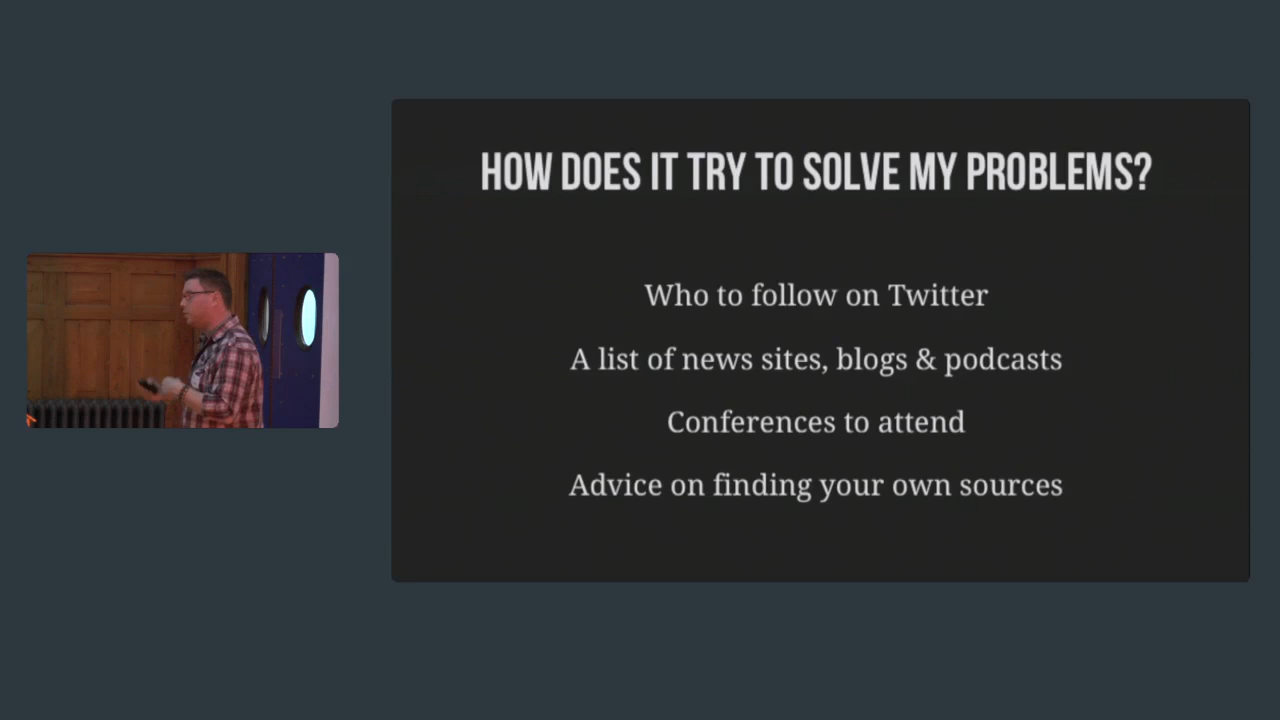 HOW DOES IT TRY TO SOLVE MY PROBLEMS?
Who to follow on Twitter
A list of news sites, blogs & podcasts
Conferences to attend
Advice on finding your own sources